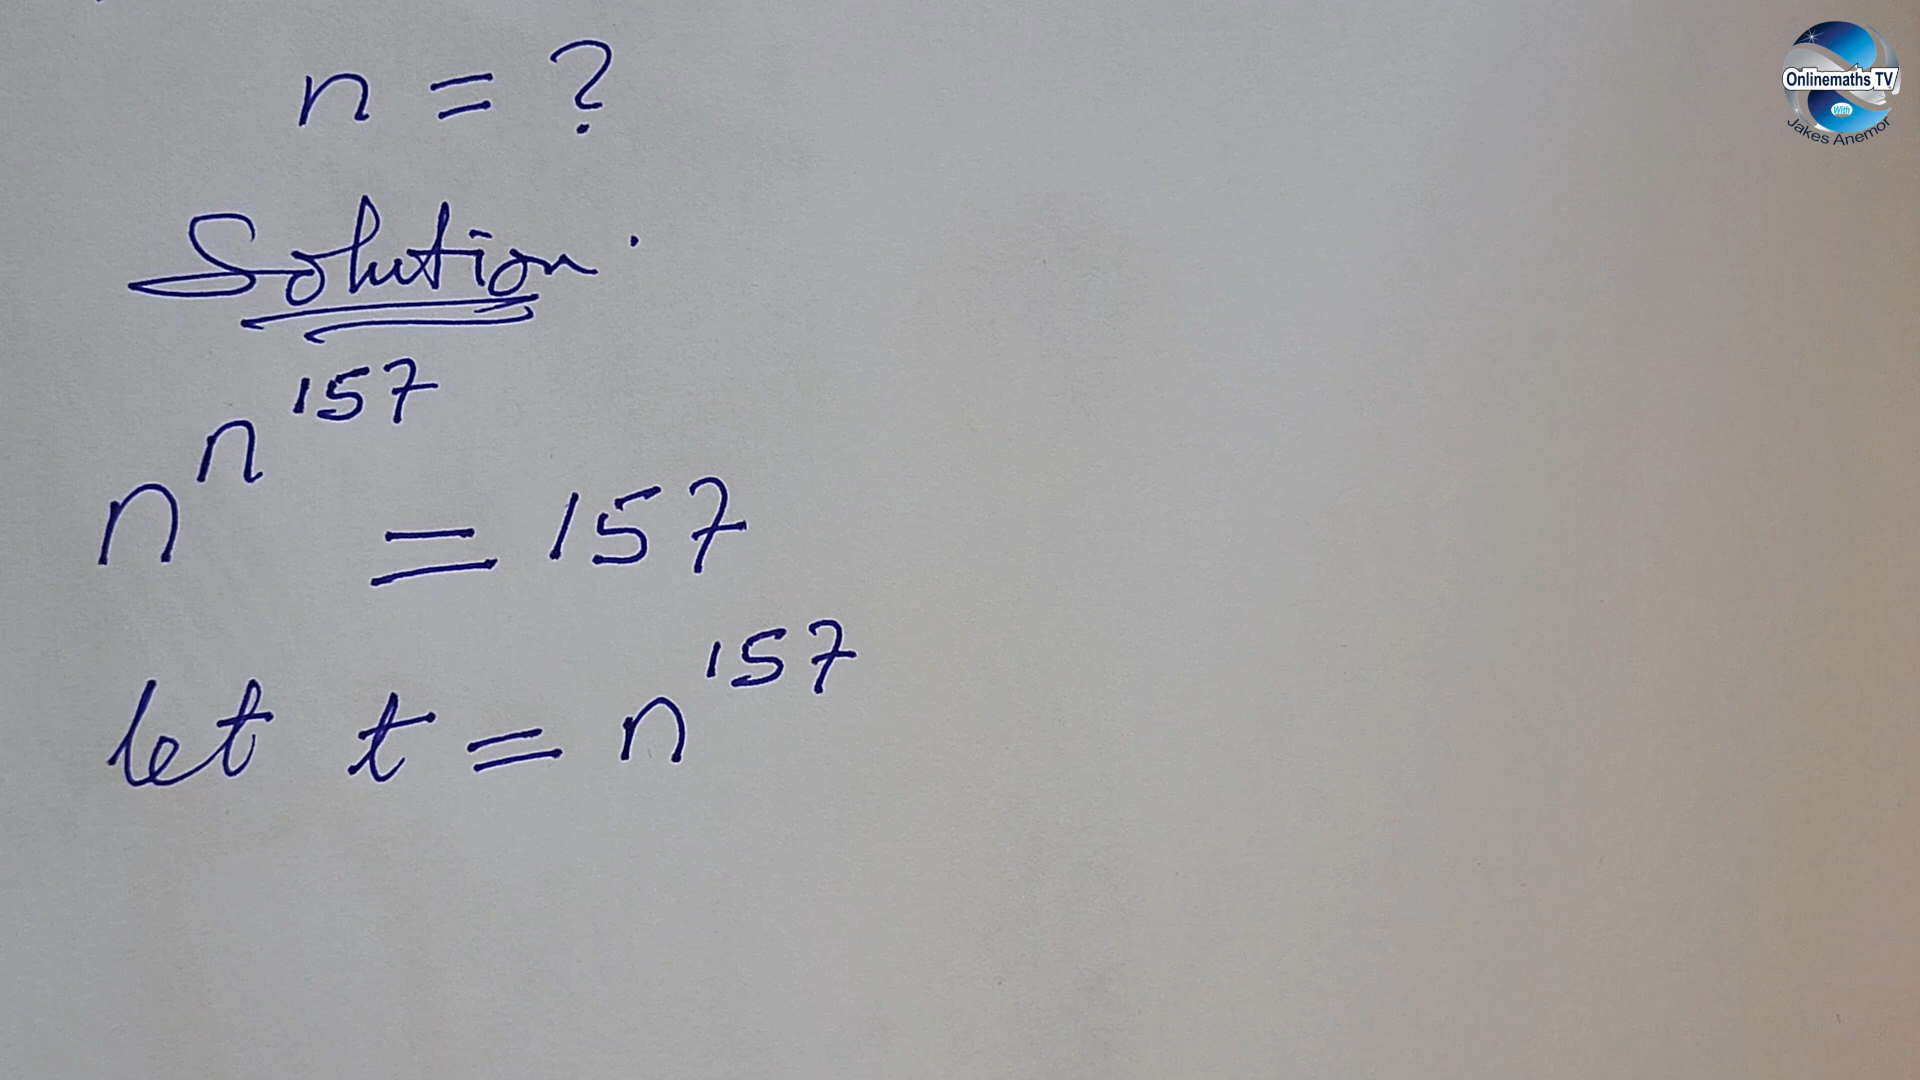 n = ?
Solution.
n^n^157 = 157
let t = n^157
Onlinemaths TV
With
Jakes Anemor